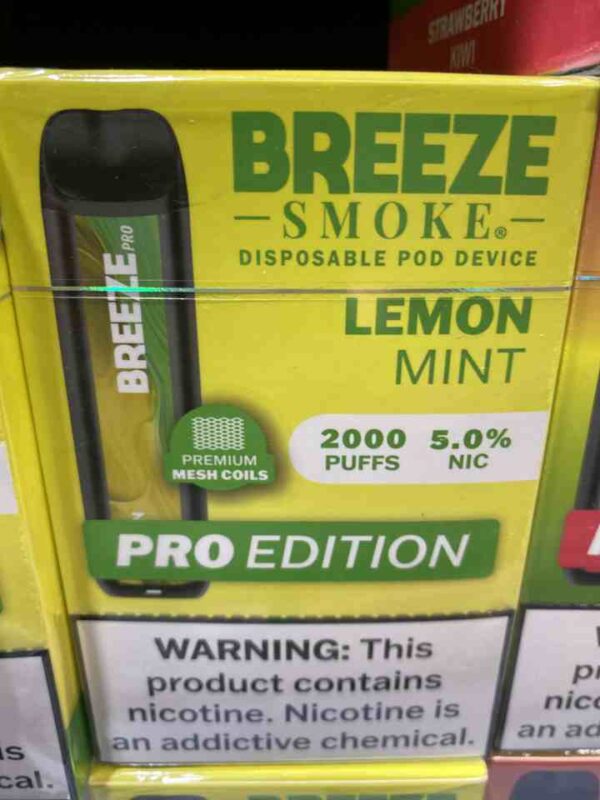 STRAWBERRY
KIWI
BREEZE
SMOKE®
DISPOSABLE POD DEVICE
BREEZE PRO
LEMON
MINT
PREMIUM
MESH COILS
2000 PUFFS
5.0% NIC
PRO EDITION
WARNING: This
product contains
nicotine. Nicotine is
an addictive chemical.